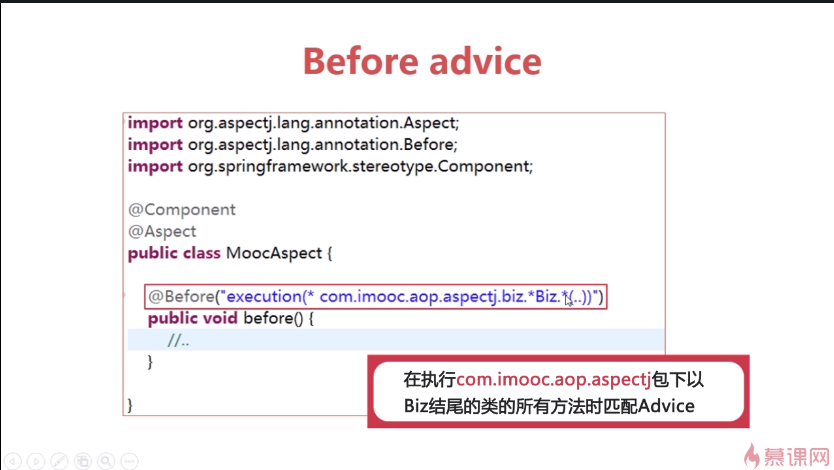 Before advice
import org.aspectj.lang.annotation.Aspect;
import org.aspectj.lang.annotation.Before;
import org.springframework.stereotype.Component;
@Component
@Aspect
public class MoocAspect {
@Before("execution(* com.imooc.aop.aspectj.biz.*Biz.*(..))")
public void before() {
//..
}
}
在执行com.imooc.aop.aspectj包下以
Biz结尾的类的所有方法时匹配Advice
慕课网